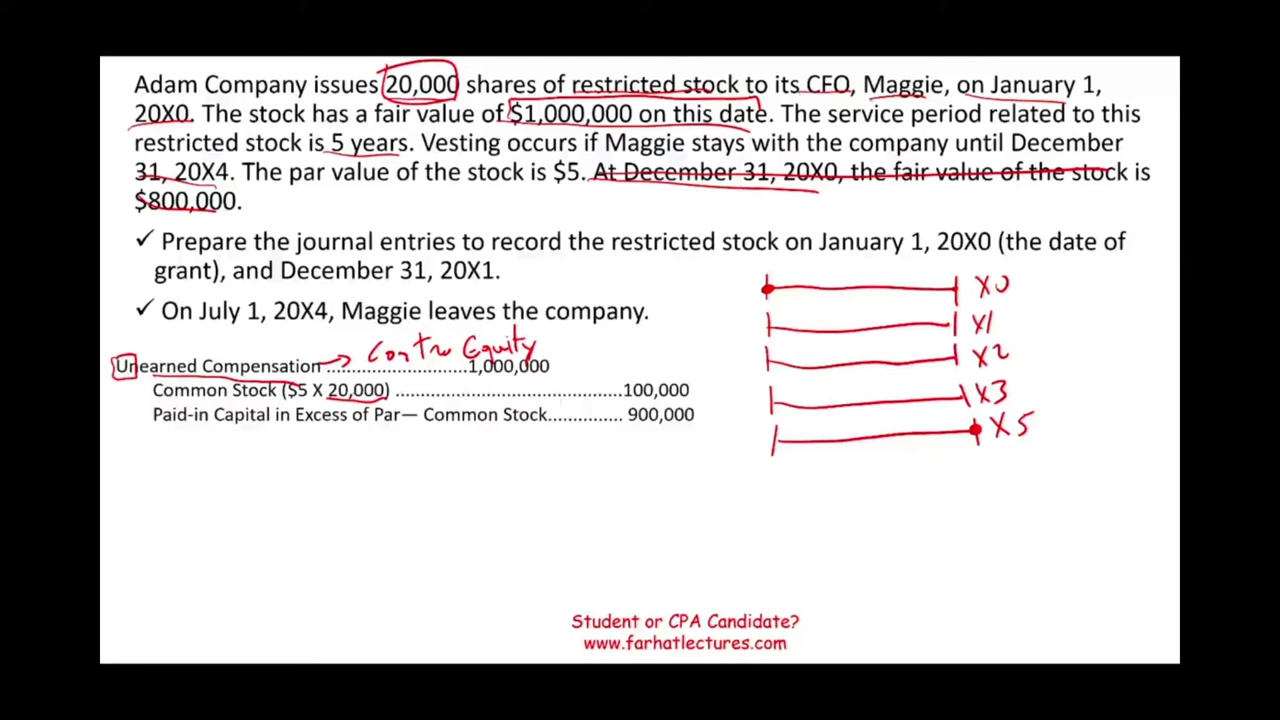 Adam Company issues 20,000 shares of restricted stock to its CFO, Maggie, on January 1,
20X0. The stock has a fair value of $1,000,000 on this date. The service period related to this
restricted stock is 5 years. Vesting occurs if Maggie stays with the company until December
31, 20X4. The par value of the stock is $5. At December 31, 20X0, the fair value of the stock is
$800,000.
✓ Prepare the journal entries to record the restricted stock on January 1, 20X0 (the date of
grant), and December 31, 20X1.
X0
✓ On July 1, 20X4, Maggie leaves the company.
X1
Contra Equity
X2
Unearned Compensation ............................1,000,000
Common Stock ($5 X 20,000) ............................................100,000
X3
Paid-in Capital in Excess of Par— Common Stock............... 900,000
X5
Student or CPA Candidate?
www.farhatlectures.com